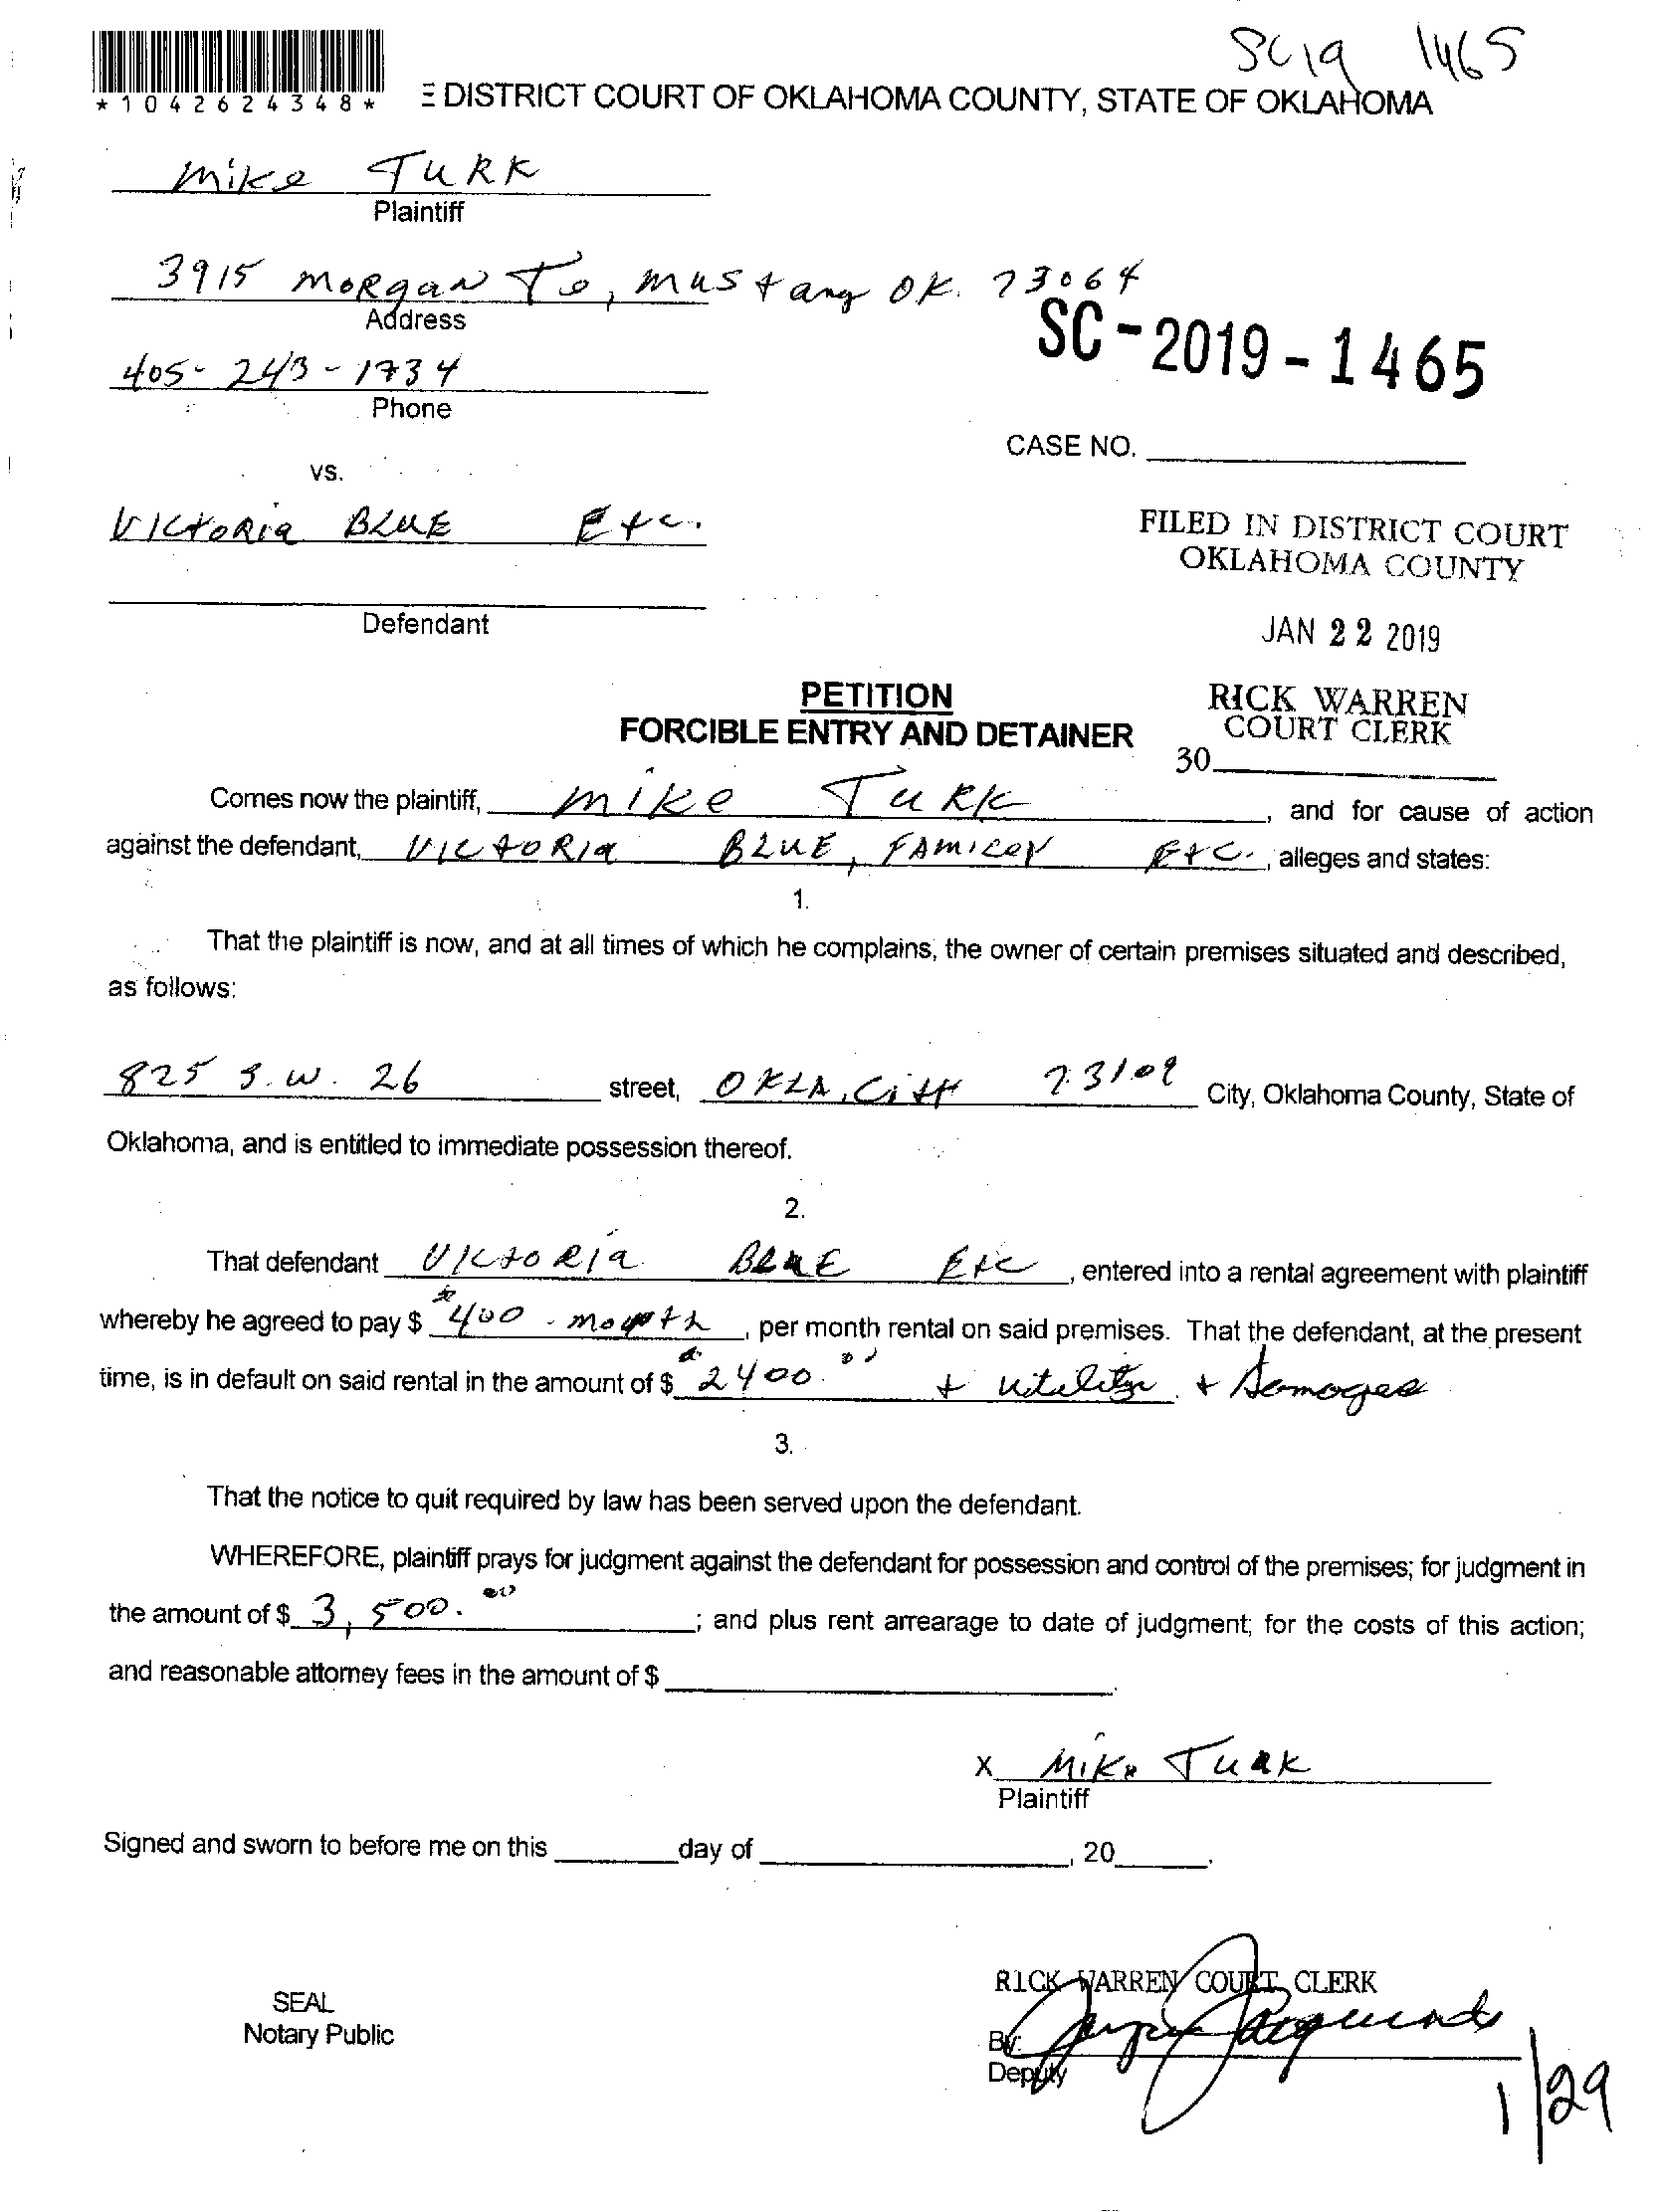 SC19 1465
*1042624348*
E DISTRICT COURT OF OKLAHOMA COUNTY, STATE OF OKLAHOMA
Mike TURK
Plaintiff
3915 MORgaN Te, Mustang OK. 73064
Address
SC-2019-1465
405-243-1734
Phone
CASE NO.
VS.
VICtoRia BLUE Etc.
FILED IN DISTRICT COURT
OKLAHOMA COUNTY
Defendant
JAN 22 2019
PETITION
RICK WARREN
FORCIBLE ENTRY AND DETAINER
COURT CLERK
30
Comes now the plaintiff, Mike TURK, and for cause of action
against the defendant, VICtoRIa BLUE, FAMILEY Etc., alleges and states:
1.
That the plaintiff is now, and at all times of which he complains, the owner of certain premises situated and described,
as follows:
825 S.W. 26 street, OKLA, City 73109 City, Oklahoma County, State of
Oklahoma, and is entitled to immediate possession thereof.
2.
That defendant VICtoRIa BLUE Etc, entered into a rental agreement with plaintiff
whereby he agreed to pay $ 400 - month, per month rental on said premises. That the defendant, at the present
time, is in default on said rental in the amount of $ 2400.00 + utility + Damages
3.
That the notice to quit required by law has been served upon the defendant.
WHEREFORE, plaintiff prays for judgment against the defendant for possession and control of the premises; for judgment in
the amount of $ 3,500.00; and plus rent arrearage to date of judgment; for the costs of this action;
and reasonable attorney fees in the amount of $
X Mike TuRK
Plaintiff
Signed and sworn to before me on this day of , 20 .
RICK WARREN COURT CLERK
SEAL
Notary Public
By:
Deputy
1/29